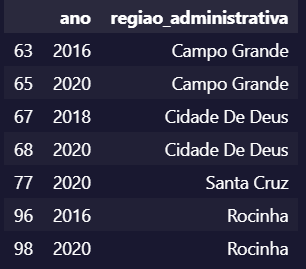 ano regiao_administrativa
63 2016 Campo Grande
65 2020 Campo Grande
67 2018 Cidade De Deus
68 2020 Cidade De Deus
77 2020 Santa Cruz
96 2016 Rocinha
98 2020 Rocinha